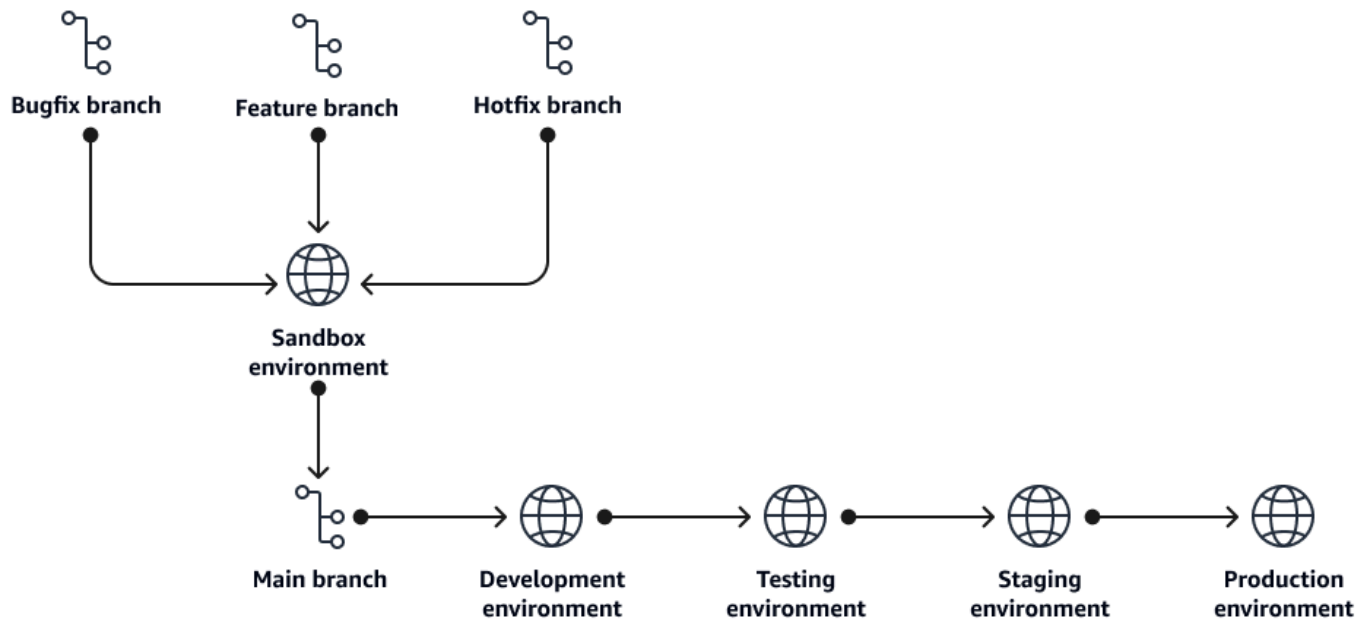 Bugfix branch
Feature branch
Hotfix branch
Sandbox
environment
Main branch
Development
environment
Testing
environment
Staging
environment
Production
environment